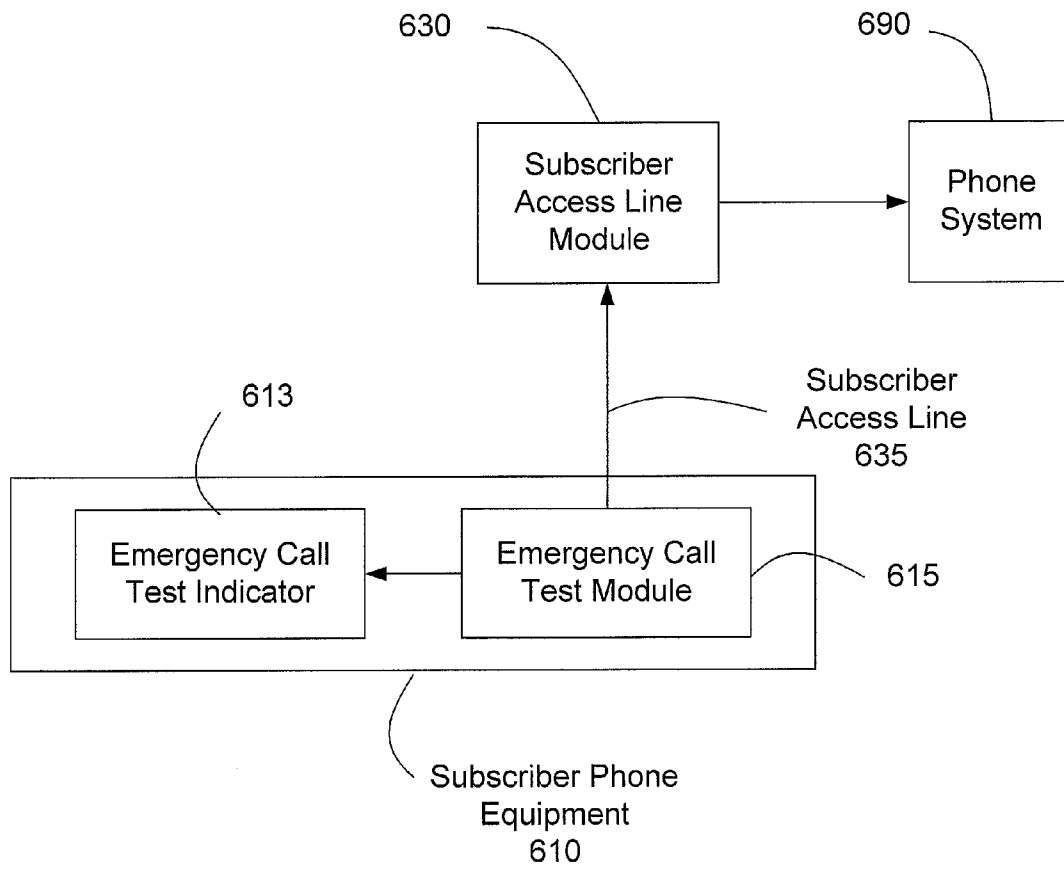 630
690
Subscriber
Access Line
Module
Phone
System
613
Subscriber
Access Line
635
Emergency Call
Test Indicator
Emergency Call
Test Module
615
Subscriber Phone
Equipment
610